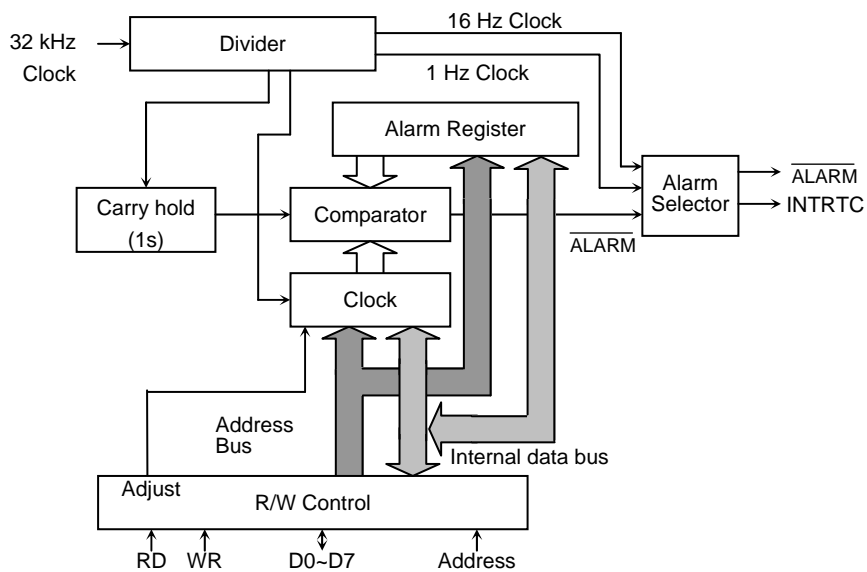 16 Hz Clock
32 kHz
Clock
Divider
1 Hz Clock
Alarm Register
Alarm
Selector
ALARM
INTRTC
Carry hold
(1s)
Comparator
ALARM
Clock
Address
Bus
Internal data bus
Adjust
R/W Control
RD
WR
D0~D7
Address